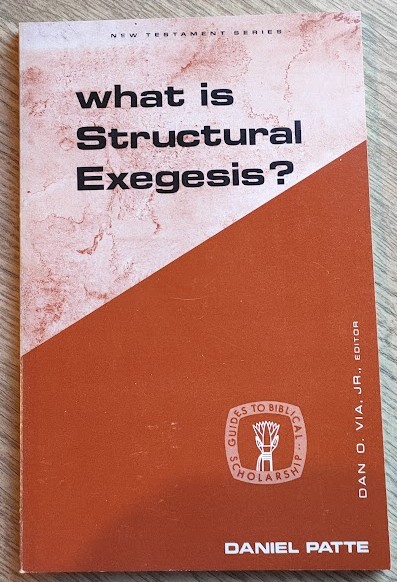 NEW TESTAMENT SERIES
what is
Structural
Exegesis?
GUIDES TO BIBLICAL
SCHOLARSHIP
DAN O. VIA, JR., EDITOR
DANIEL PATTE